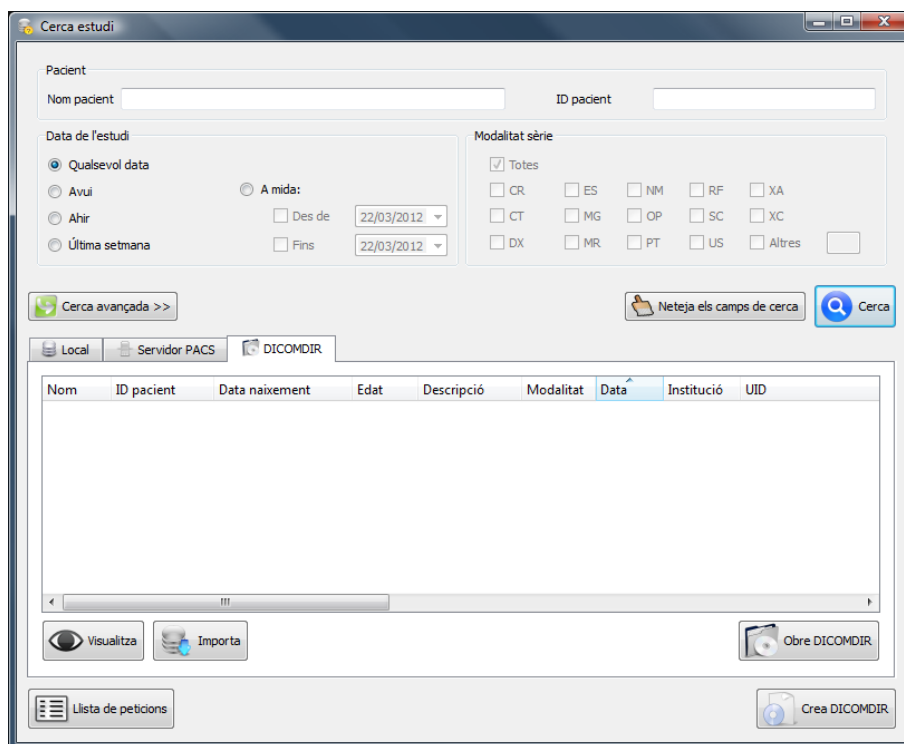 Cerca estudi
Pacient
Nom pacient ID pacient
Data de l'estudi Modalitat sèrie
Qualsevol data Totes
Avui A mida: CR ES NM RF XA
Ahir Des de 22/03/2012 CT MG OP SC XC
Última setmana Fins 22/03/2012 DX MR PT US Altres
Cerca avançada >> Neteja els camps de cerca Cerca
Local Servidor PACS DICOMDIR
Nom ID pacient Data naixement Edat Descripció Modalitat Data Institució UID
Visualitza Importa Obre DICOMDIR
Llista de peticions Crea DICOMDIR